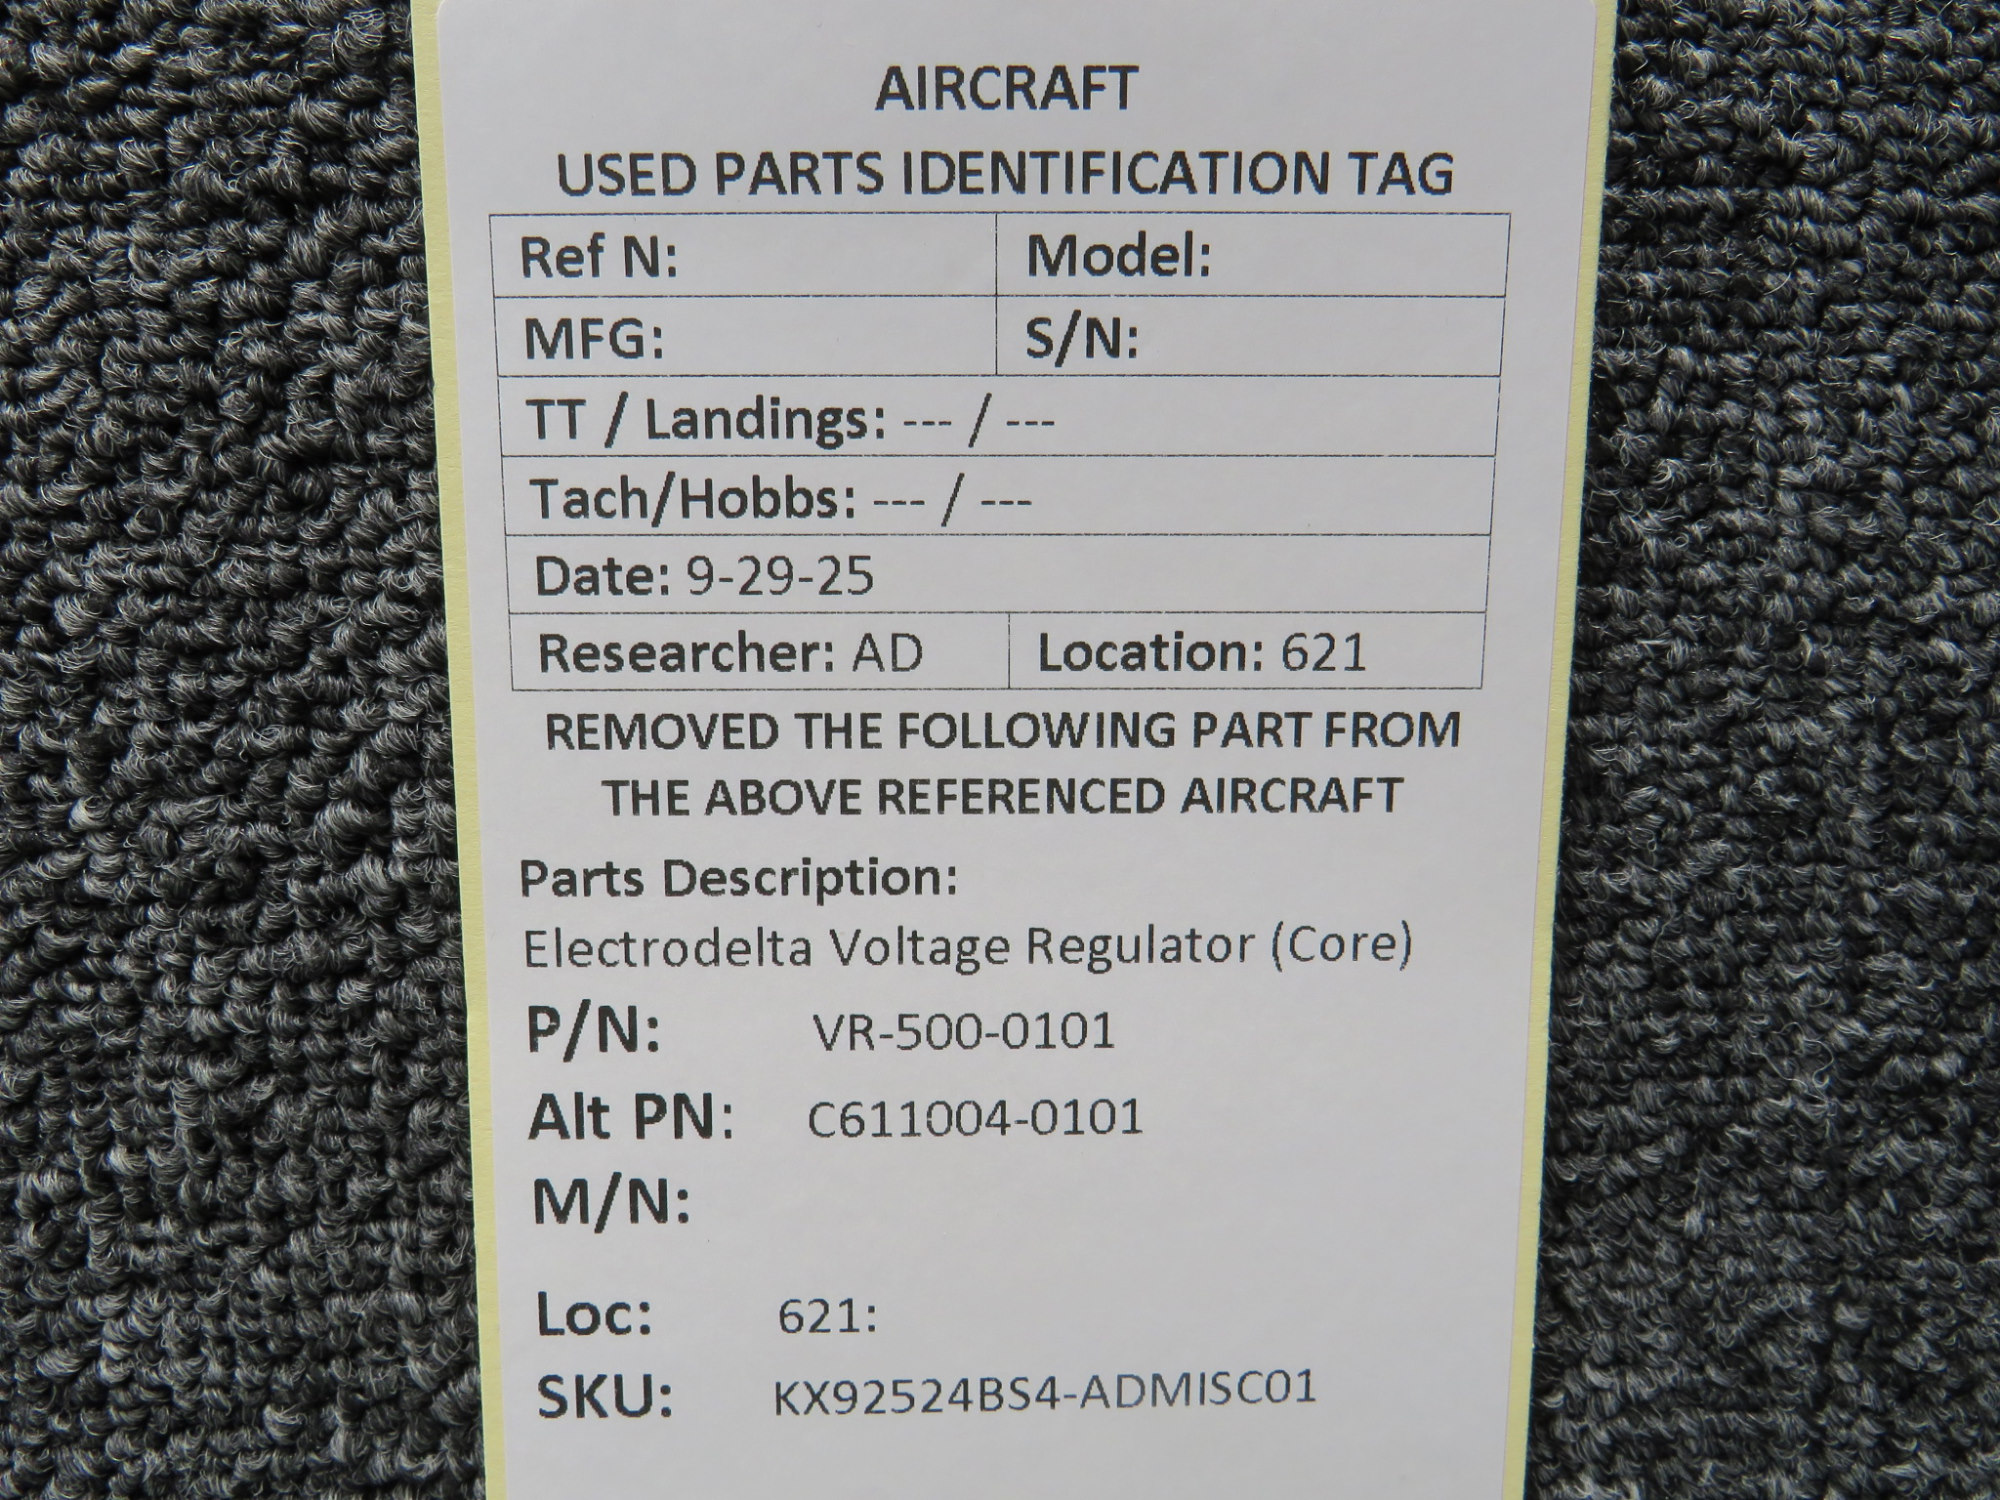 AIRCRAFT
USED PARTS IDENTIFICATION TAG
Ref N: Model:
MFG: S/N:
TT / Landings: --- / ---
Tach/Hobbs: --- / ---
Date: 9-29-25
Researcher: AD Location: 621
REMOVED THE FOLLOWING PART FROM
THE ABOVE REFERENCED AIRCRAFT
Parts Description:
Electrodelta Voltage Regulator (Core)
P/N: VR-500-0101
Alt PN: C611004-0101
M/N:
Loc: 621:
SKU: KX92524BS4-ADMISC01